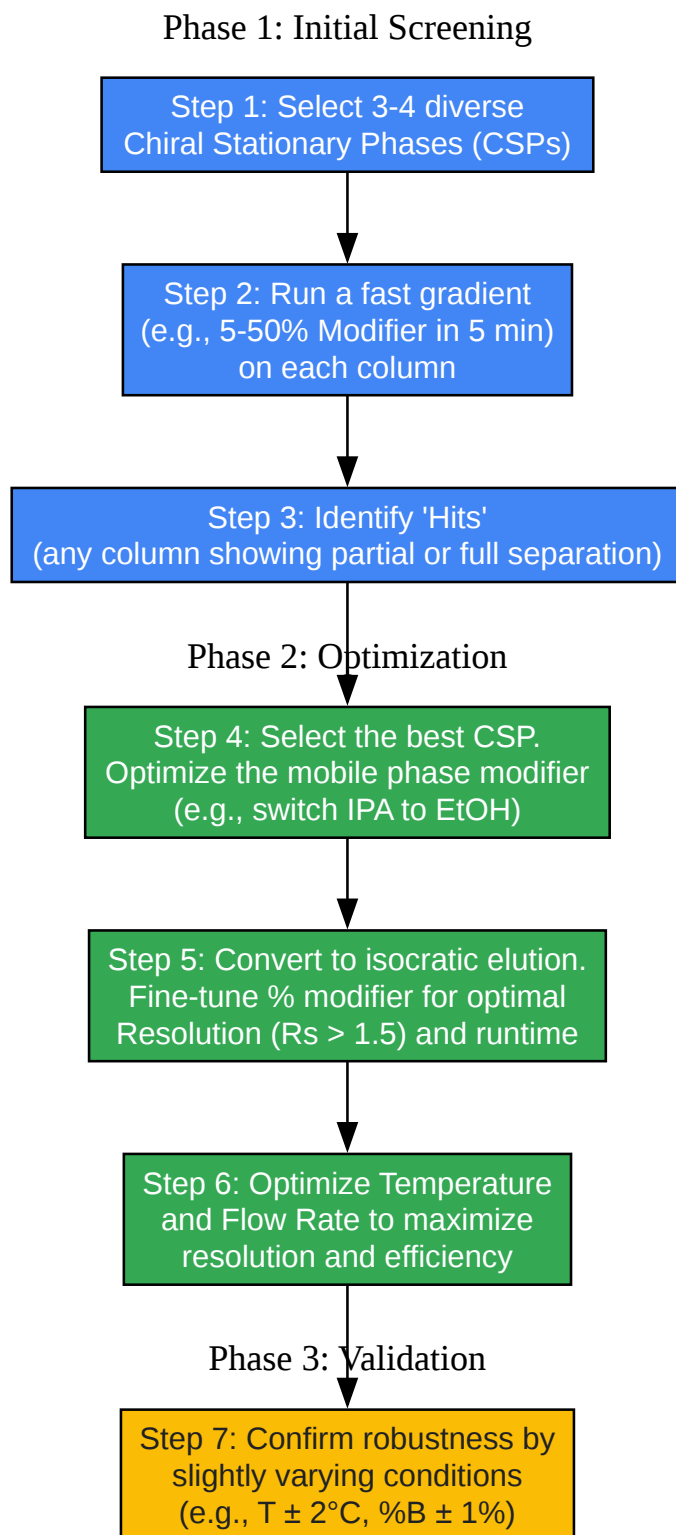 Phase 1: Initial Screening
Step 1: Select 3-4 diverse
Chiral Stationary Phases (CSPs)
Step 2: Run a fast gradient
(e.g., 5-50% Modifier in 5 min)
on each column
Step 3: Identify 'Hits'
(any column showing partial or full separation)
Phase 2: Optimization
Step 4: Select the best CSP.
Optimize the mobile phase modifier
(e.g., switch IPA to EtOH)
Step 5: Convert to isocratic elution.
Fine-tune % modifier for optimal
Resolution (Rs > 1.5) and runtime
Step 6: Optimize Temperature
and Flow Rate to maximize
resolution and efficiency
Phase 3: Validation
Step 7: Confirm robustness by
slightly varying conditions
(e.g., T ± 2°C, %B ± 1%)